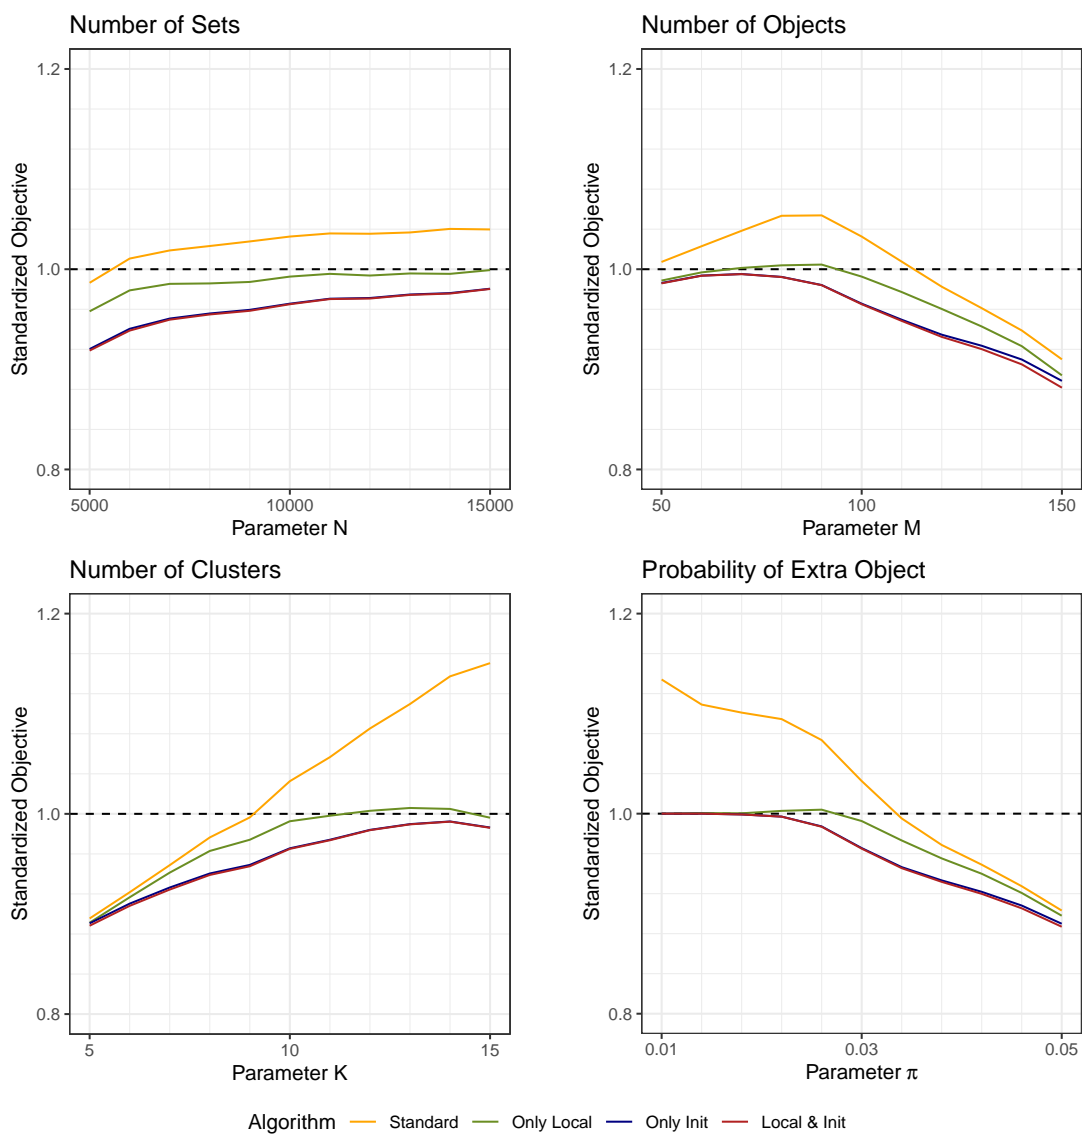 Number of Sets
1.2
1.0
0.8
Standardized Objective
5000 10000 15000
Parameter N
Number of Objects
1.2
1.0
0.8
Standardized Objective
50 100 150
Parameter M
Number of Clusters
1.2
1.0
0.8
Standardized Objective
5 10 15
Parameter K
Probability of Extra Object
1.2
1.0
0.8
Standardized Objective
0.01 0.03 0.05
Parameter π
Algorithm Standard Only Local Only Init Local & Init